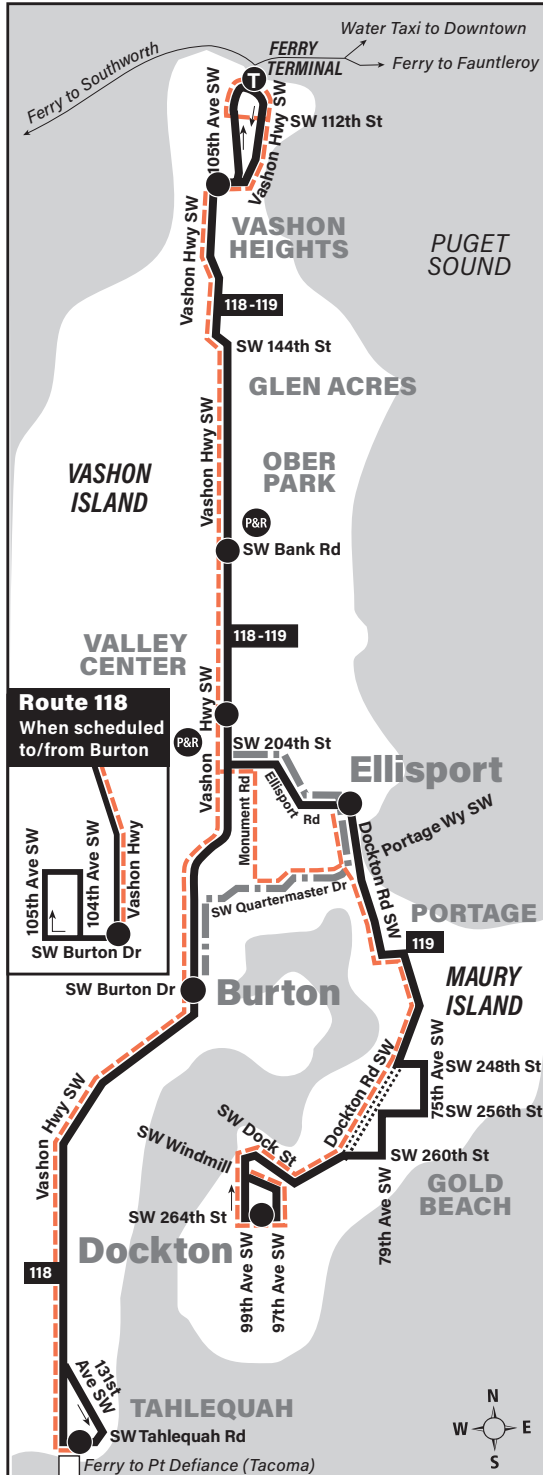 Water Taxi to Downtown
FERRY
TERMINAL
Ferry to Fauntleroy
Ferry to Southworth
T
105th Ave SW
SW 112th St
Vashon Hwy SW
VASHON
HEIGHTS
PUGET
SOUND
Vashon Hwy SW
118-119
SW 144th St
GLEN ACRES
Vashon Hwy SW
OBER
PARK
VASHON
ISLAND
P&R
SW Bank Rd
118-119
VALLEY
CENTER
Route 118
When scheduled
to/from Burton
P&R
Vashon Hwy SW
SW 204th St
Ellisport
Monument Rd
Ellisport Rd
Portage Wy SW
Dockton Rd SW
105th Ave SW
104th Ave SW
Vashon Hwy
SW Burton Dr
SW Quartermaster Dr
PORTAGE
119
SW Burton Dr
Burton
MAURY
ISLAND
Dockton Rd SW
75th Ave SW
SW 248th St
SW 256th St
Vashon Hwy SW
SW Dock St
SW Windmill
SW 260th St
GOLD
BEACH
79th Ave SW
SW 264th St
Dockton
99th Ave SW
97th Ave SW
118
131st
Ave SW
TAHLEQUAH
SW Tahlequah Rd
Ferry to Pt Defiance (Tacoma)
N
W
E
S